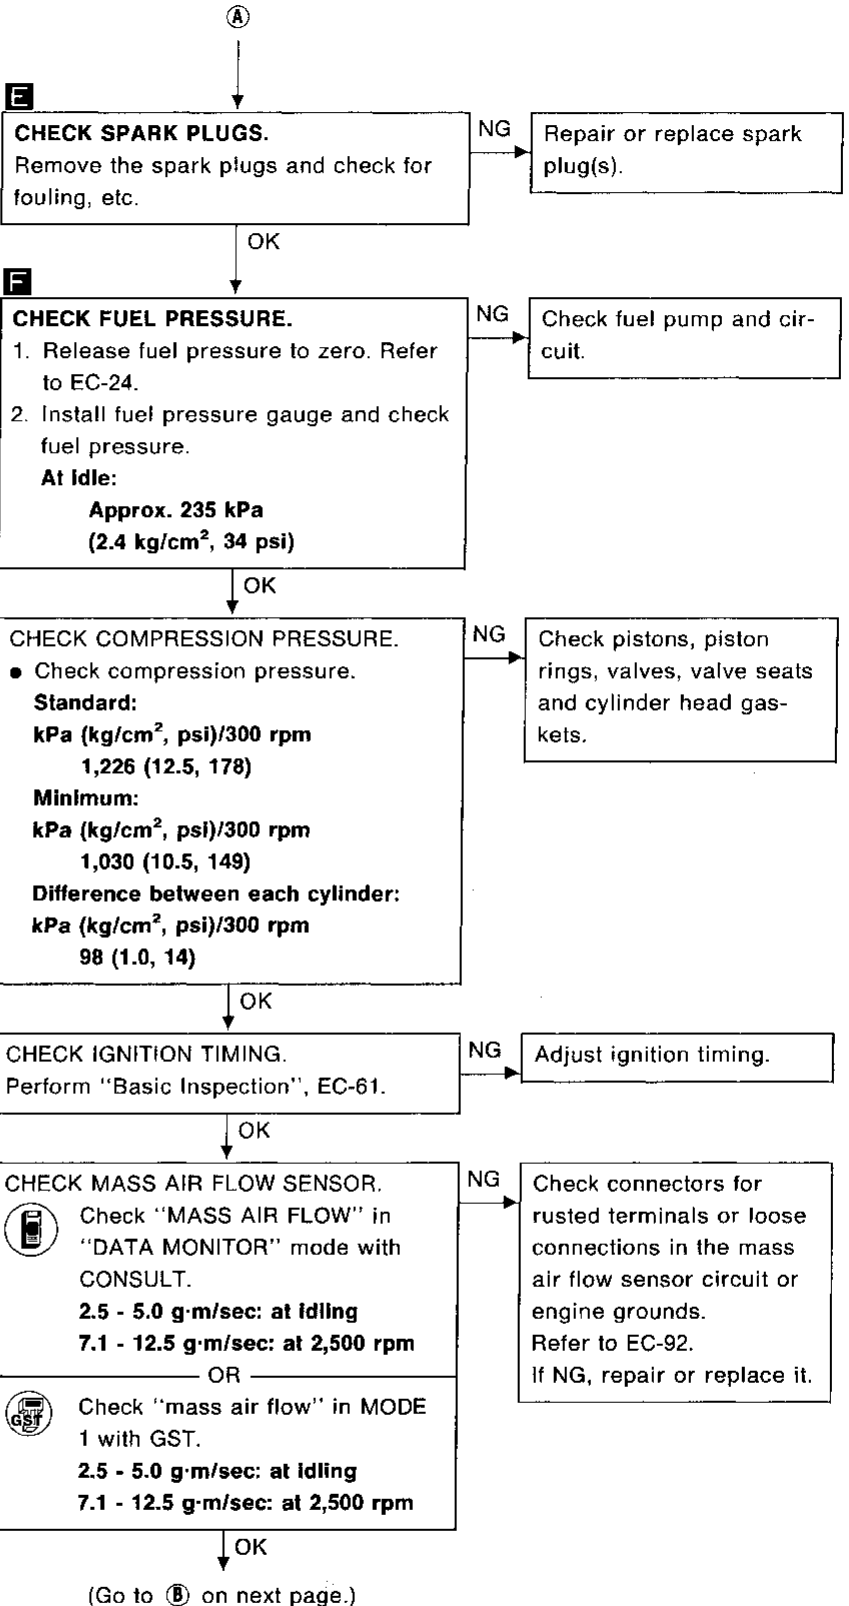 Ⓐ
E
CHECK SPARK PLUGS.
Remove the spark plugs and check for
fouling, etc.
NG
Repair or replace spark
plug(s).
OK
F
CHECK FUEL PRESSURE.
1. Release fuel pressure to zero. Refer
to EC-24.
2. Install fuel pressure gauge and check
fuel pressure.
At idle:
Approx. 235 kPa
(2.4 kg/cm², 34 psi)
NG
Check fuel pump and cir-
cuit.
OK
CHECK COMPRESSION PRESSURE.
● Check compression pressure.
Standard:
kPa (kg/cm², psi)/300 rpm
1,226 (12.5, 178)
Minimum:
kPa (kg/cm², psi)/300 rpm
1,030 (10.5, 149)
Difference between each cylinder:
kPa (kg/cm², psi)/300 rpm
98 (1.0, 14)
NG
Check pistons, piston
rings, valves, valve seats
and cylinder head gas-
kets.
OK
CHECK IGNITION TIMING.
Perform "Basic Inspection", EC-61.
NG
Adjust ignition timing.
OK
CHECK MASS AIR FLOW SENSOR.
Check "MASS AIR FLOW" in
"DATA MONITOR" mode with
CONSULT.
2.5 - 5.0 g·m/sec: at idling
7.1 - 12.5 g·m/sec: at 2,500 rpm
OR
GST
Check "mass air flow" in MODE
1 with GST.
2.5 - 5.0 g·m/sec: at idling
7.1 - 12.5 g·m/sec: at 2,500 rpm
NG
Check connectors for
rusted terminals or loose
connections in the mass
air flow sensor circuit or
engine grounds.
Refer to EC-92.
If NG, repair or replace it.
OK
(Go to Ⓑ on next page.)